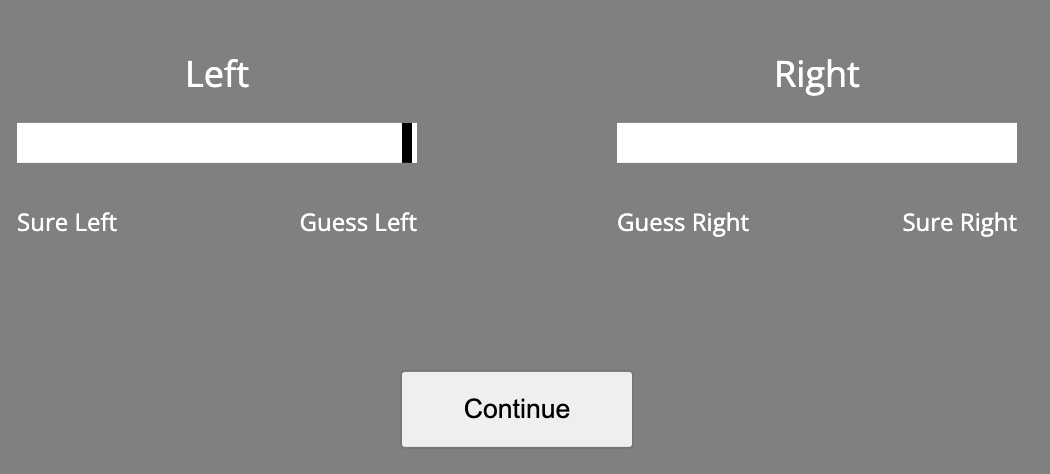 Left
Right
Sure Left
Guess Left
Guess Right
Sure Right
Continue